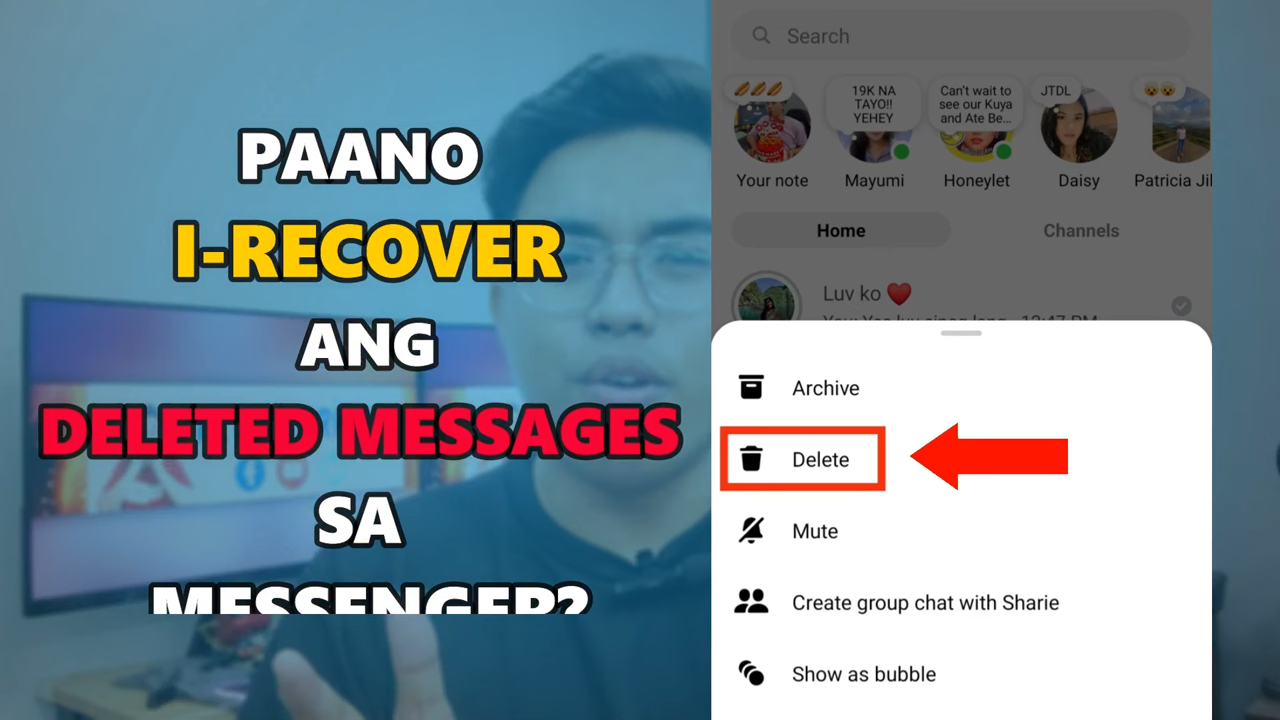 PAANO
I-RECOVER
ANG
DELETED MESSAGES
SA
MESSENGER?
Search
19K NA
TAYO!!
YEHEY
Can't wait to
see our Kuya
and Ate Be...
JTDL
Your note
Mayumi
Honeylet
Daisy
Patricia Jil
Home
Channels
Luv ko ❤️
Archive
Delete
Mute
Create group chat with Sharie
Show as bubble